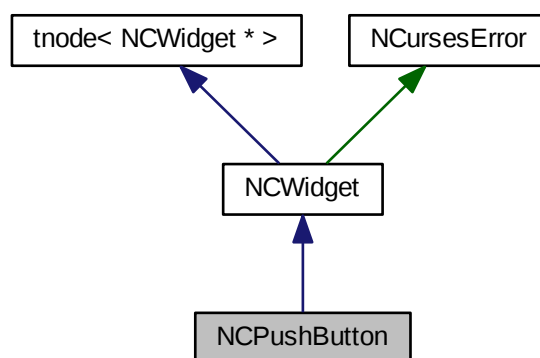 tnode< NCWidget * >
NCursesError
NCWidget
NCPushButton